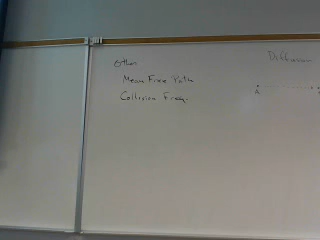 Other
Mean Free Path
Collision Freq.
Diffusion
A